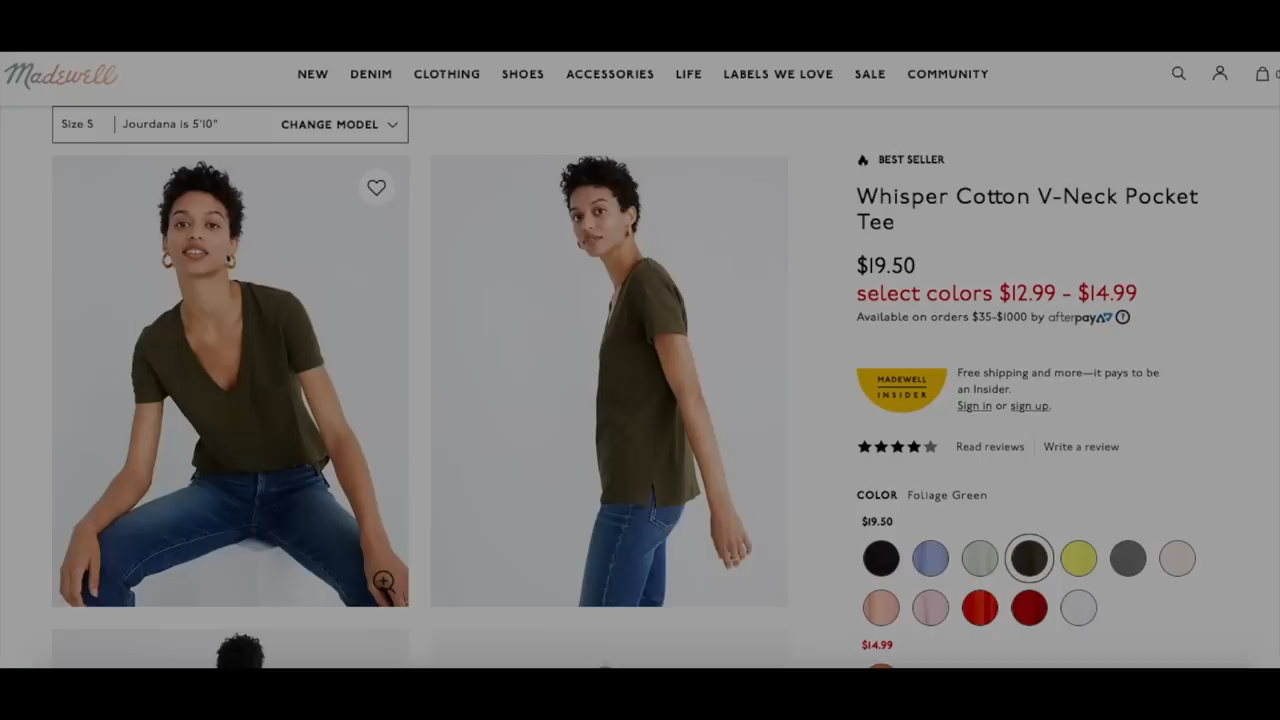 Madewell
NEW DENIM CLOTHING SHOES ACCESSORIES LIFE LABELS WE LOVE SALE COMMUNITY
Size S Jourdana is 5'10" CHANGE MODEL
BEST SELLER
Whisper Cotton V-Neck Pocket
Tee
$19.50
select colors $12.99 - $14.99
Available on orders $35-$1000 by afterpay
MADEWELL
INSIDER
Free shipping and more—it pays to be
an Insider.
Sign in or sign up.
Read reviews Write a review
COLOR Foliage Green
$19.50
$14.99